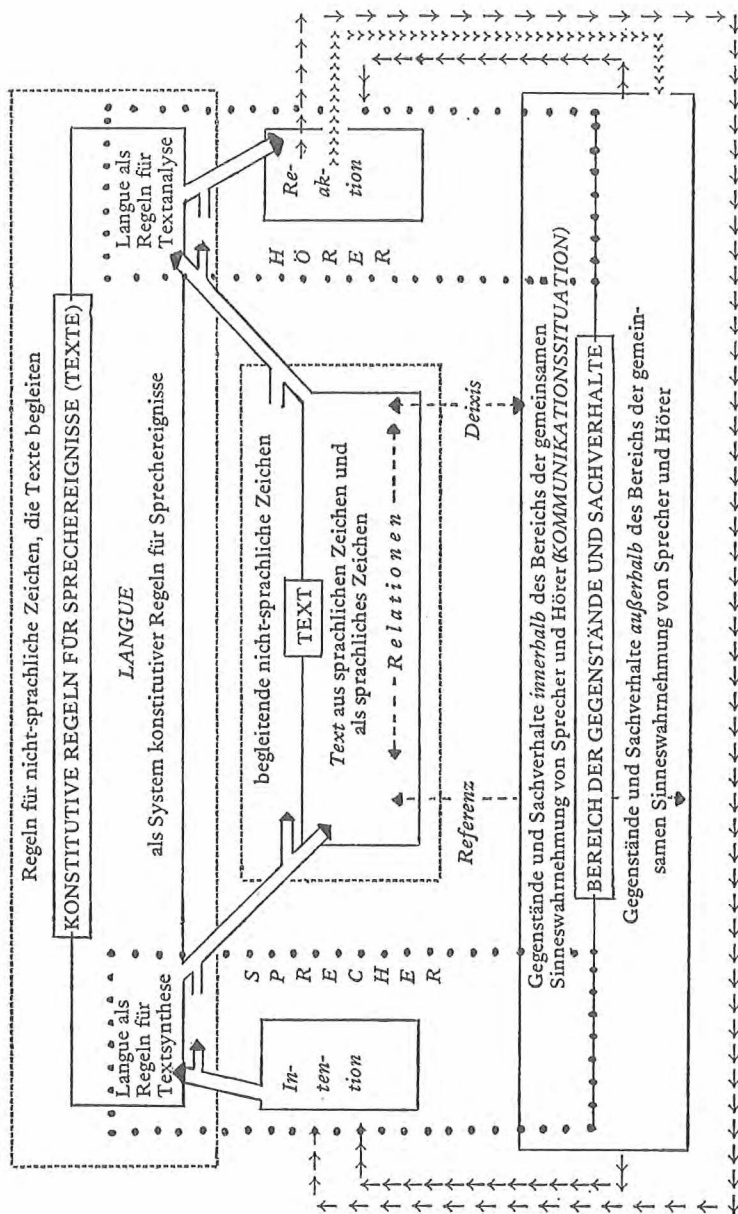 Regeln für nicht-sprachliche Zeichen, die Texte begleiten
KONSTITUTIVE REGELN FÜR SPRECHEREIGNISSE (TEXTE)
Langue als
Regeln für
Textsynthese
LANGUE
als System konstitutiver Regeln für Sprechereignisse
Langue als
Regeln für
Textanalyse
In-
ten-
tion
SPRECHER
begleitende nicht-sprachliche Zeichen
TEXT
Text aus sprachlichen Zeichen und
als sprachliches Zeichen
Relationen
HÖRER
Re-
ak-
tion
Referenz
Deixis
Gegenstände und Sachverhalte innerhalb des Bereichs der gemeinsamen
Sinneswahrnehmung von Sprecher und Hörer (KOMMUNIKATIONSSITUATION)
BEREICH DER GEGENSTÄNDE UND SACHVERHALTE
Gegenstände und Sachverhalte außerhalb des Bereichs der gemein-
samen Sinneswahrnehmung von Sprecher und Hörer